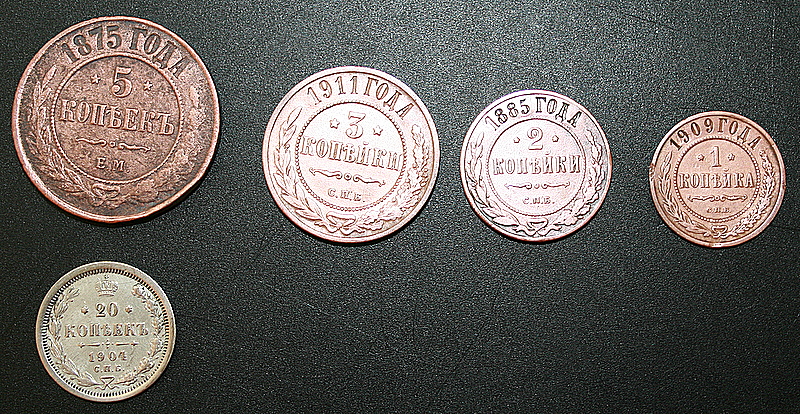 1875 ГОДА
5
КОПѢЕКЪ
Е.М.
1911 ГОДА
3
КОПѢЙКИ
С.П.Б.
1885 ГОДА
2
КОПѢЙКИ
С.П.Б.
1909 ГОДА
1
КОПѢЙКА
С.П.Б.
20
КОПѢЕКЪ
1904
С.П.Б.